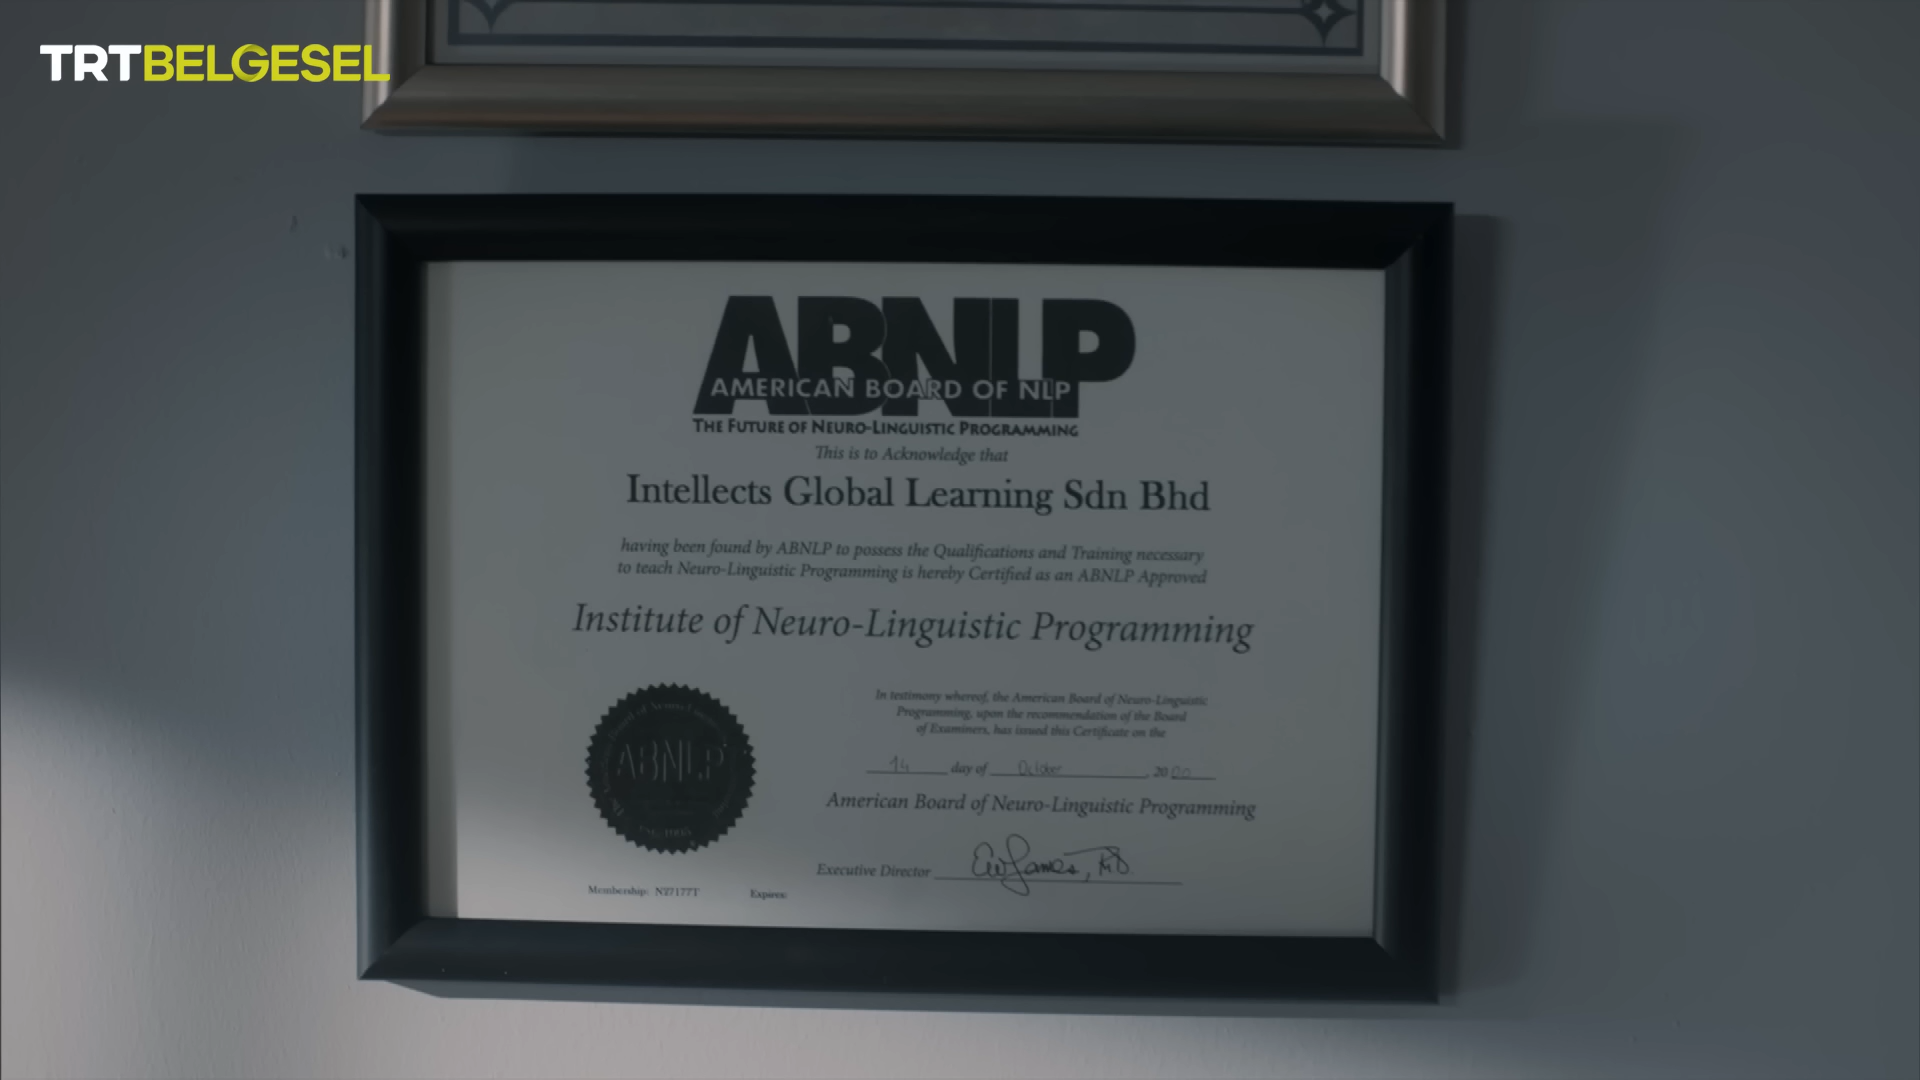 TRTBELGESEL
ABNLP
AMERICAN BOARD OF NLP
THE FUTURE OF NEURO-LINGUISTIC PROGRAMMING
This is to Acknowledge that
Intellects Global Learning Sdn Bhd
having been found by ABNLP to possess the Qualifications and Training necessary
to teach Neuro-Linguistic Programming is hereby Certified as an ABNLP Approved
Institute of Neuro-Linguistic Programming
In testimony whereof, the American Board of Neuro-Linguistic
Programming, upon the recommendation of the Board
of Examiners, has issued this Certificate on the
14 day of October 20
American Board of Neuro-Linguistic Programming
ABNLP
Executive Director
Membership: N27177T Expires: